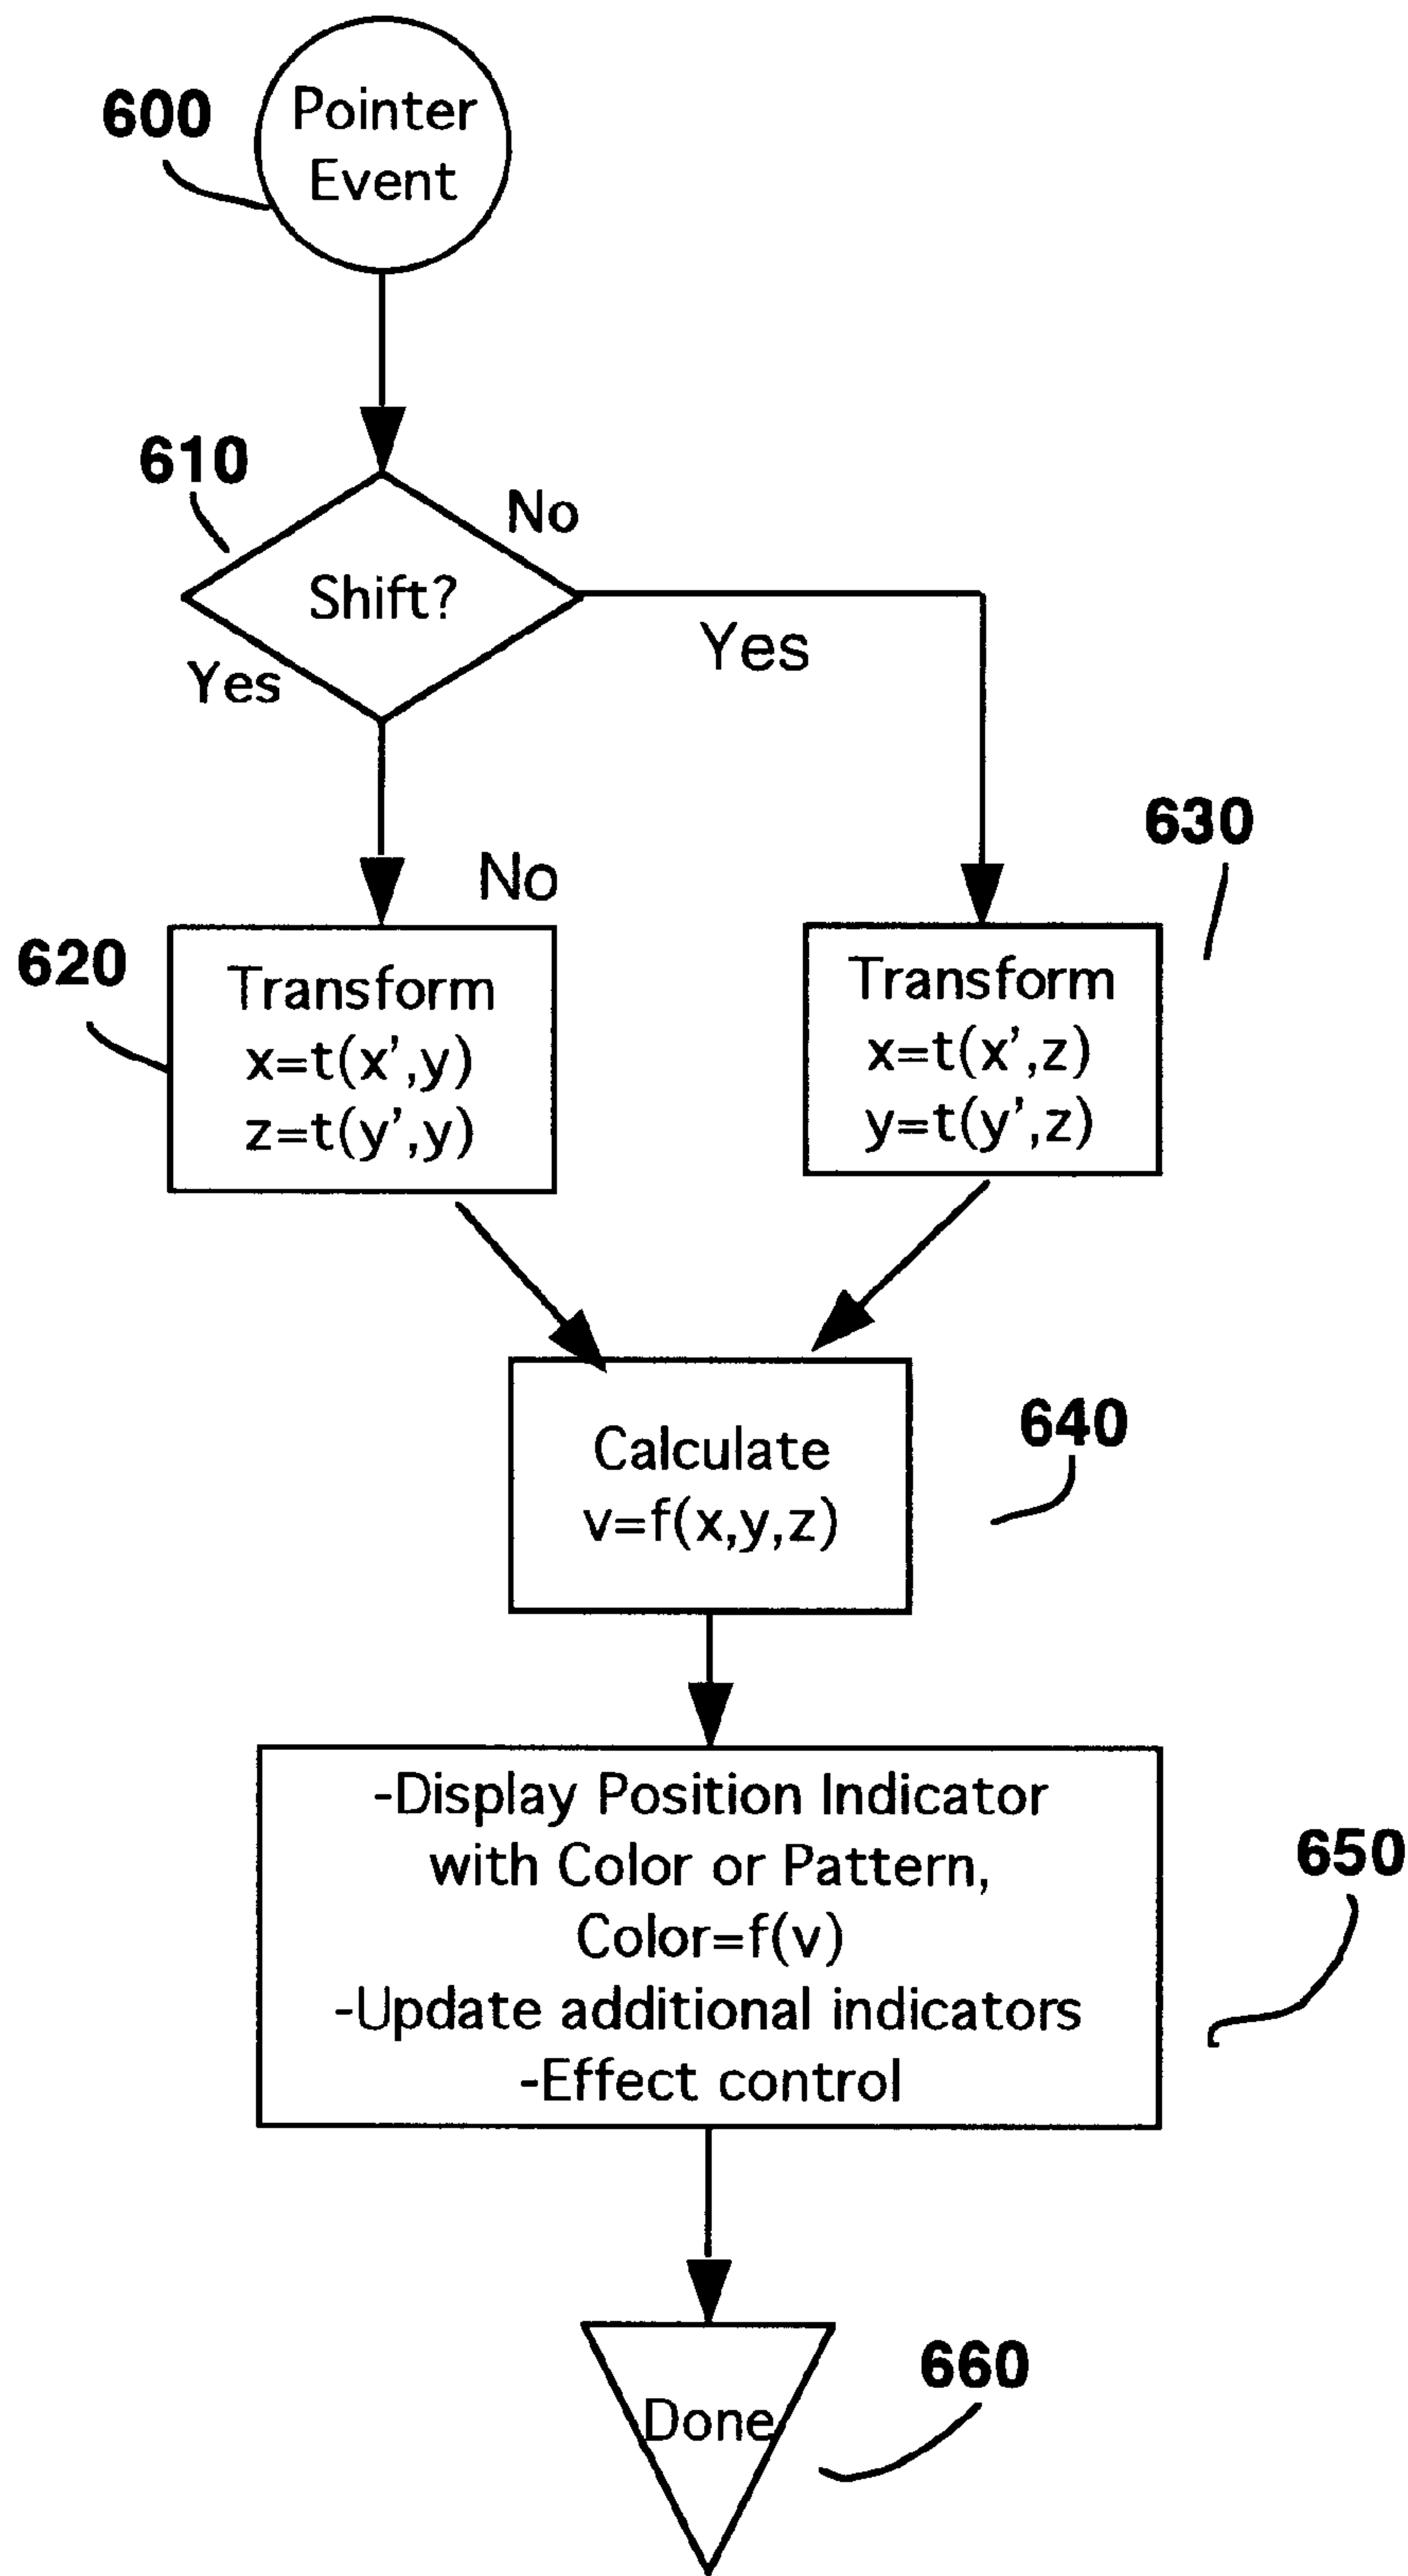 600
Pointer
Event
610
No
Shift?
Yes
Yes
No
630
620
Transform
x=t(x',y)
z=t(y',y)
Transform
x=t(x',z)
y=t(y',z)
640
Calculate
v=f(x,y,z)
-Display Position Indicator
with Color or Pattern,
Color=f(v)
-Update additional indicators
-Effect control
650
660
Done